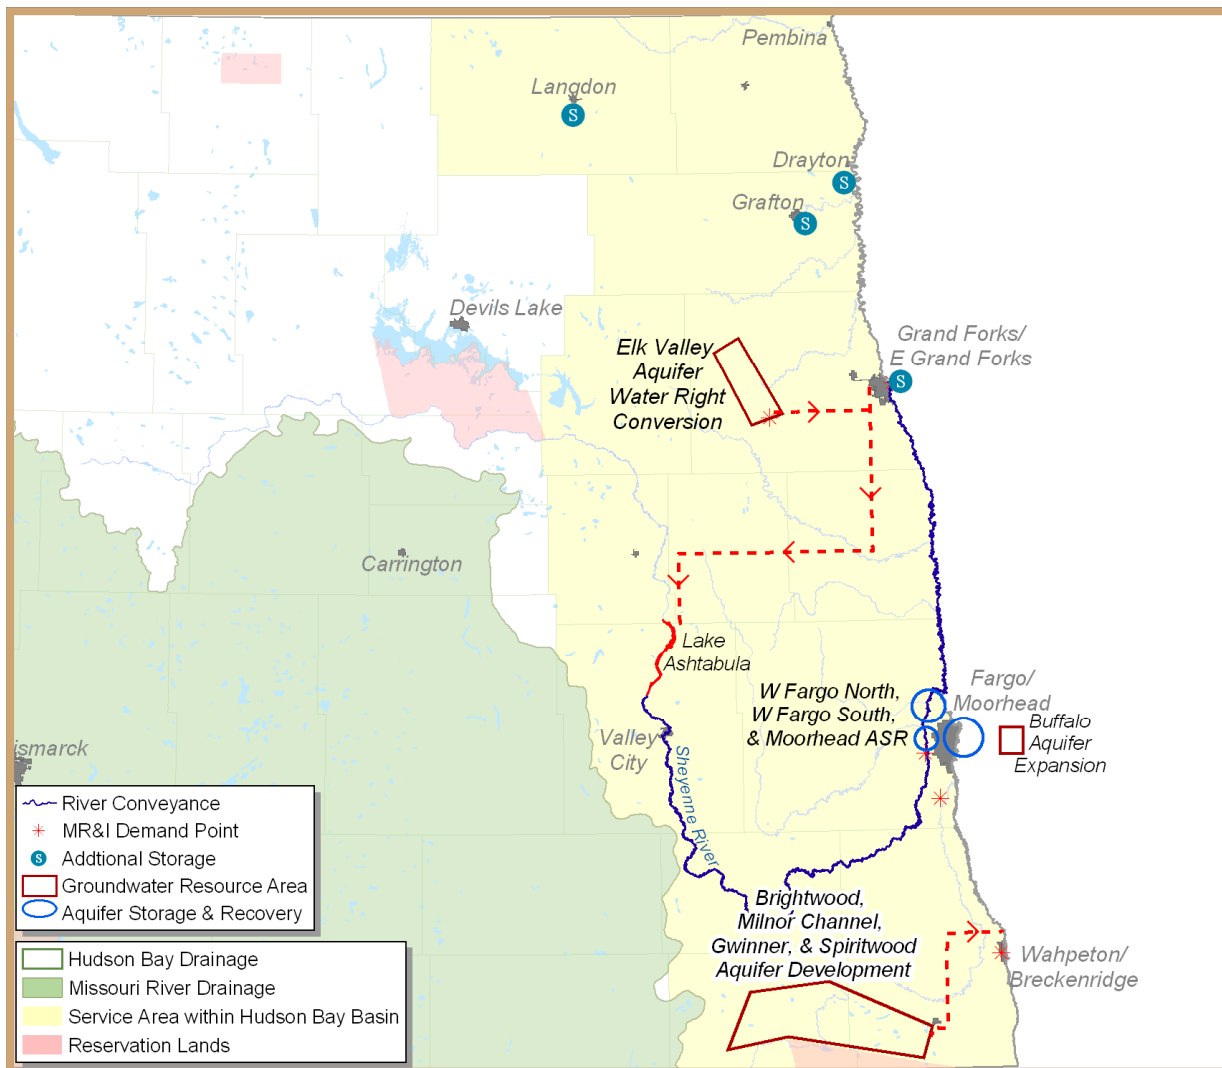 Pembina
Langdon
S
Drayton
S
Grafton
S
Devils Lake
Grand Forks/
E Grand Forks
S
Elk Valley
Aquifer
Water Right
Conversion
Carrington
Lake
Ashtabula
Fargo/
Moorhead
W Fargo North,
W Fargo South,
& Moorhead ASR
Buffalo
Aquifer
Expansion
Valley
City
Sheyenne River
ismarck
Brightwood,
Milnor Channel,
Gwinner, & Spiritwood
Aquifer Development
Wahpeton/
Breckenridge
River Conveyance
MR&I Demand Point
S Addtional Storage
Groundwater Resource Area
Aquifer Storage & Recovery
Hudson Bay Drainage
Missouri River Drainage
Service Area within Hudson Bay Basin
Reservation Lands